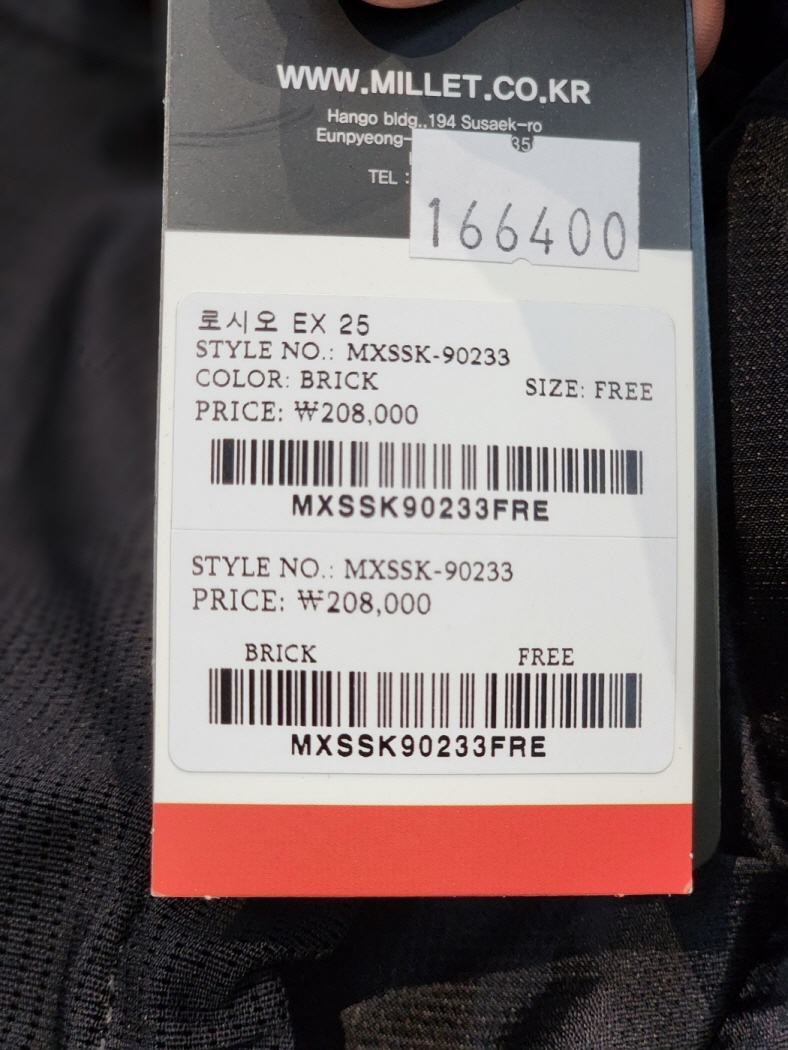 WWW.MILLET.CO.KR
Hango bldg.,194 Susaek-ro
Eunpyeong-
TEL :
166400
로시오 EX 25
STYLE NO.: MXSSK-90233
COLOR: BRICK SIZE: FREE
PRICE: ₩208,000
MXSSK90233FRE
STYLE NO.: MXSSK-90233
PRICE: ₩208,000
BRICK FREE
MXSSK90233FRE